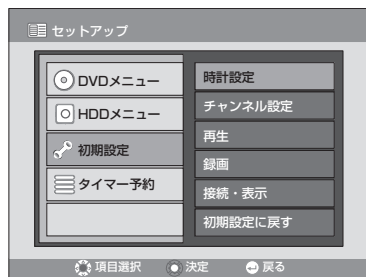 セットアップ
DVDメニュー
HDDメニュー
初期設定
タイマー予約
時計設定
チャンネル設定
再生
録画
接続・表示
初期設定に戻す
項目選択 決定 戻る